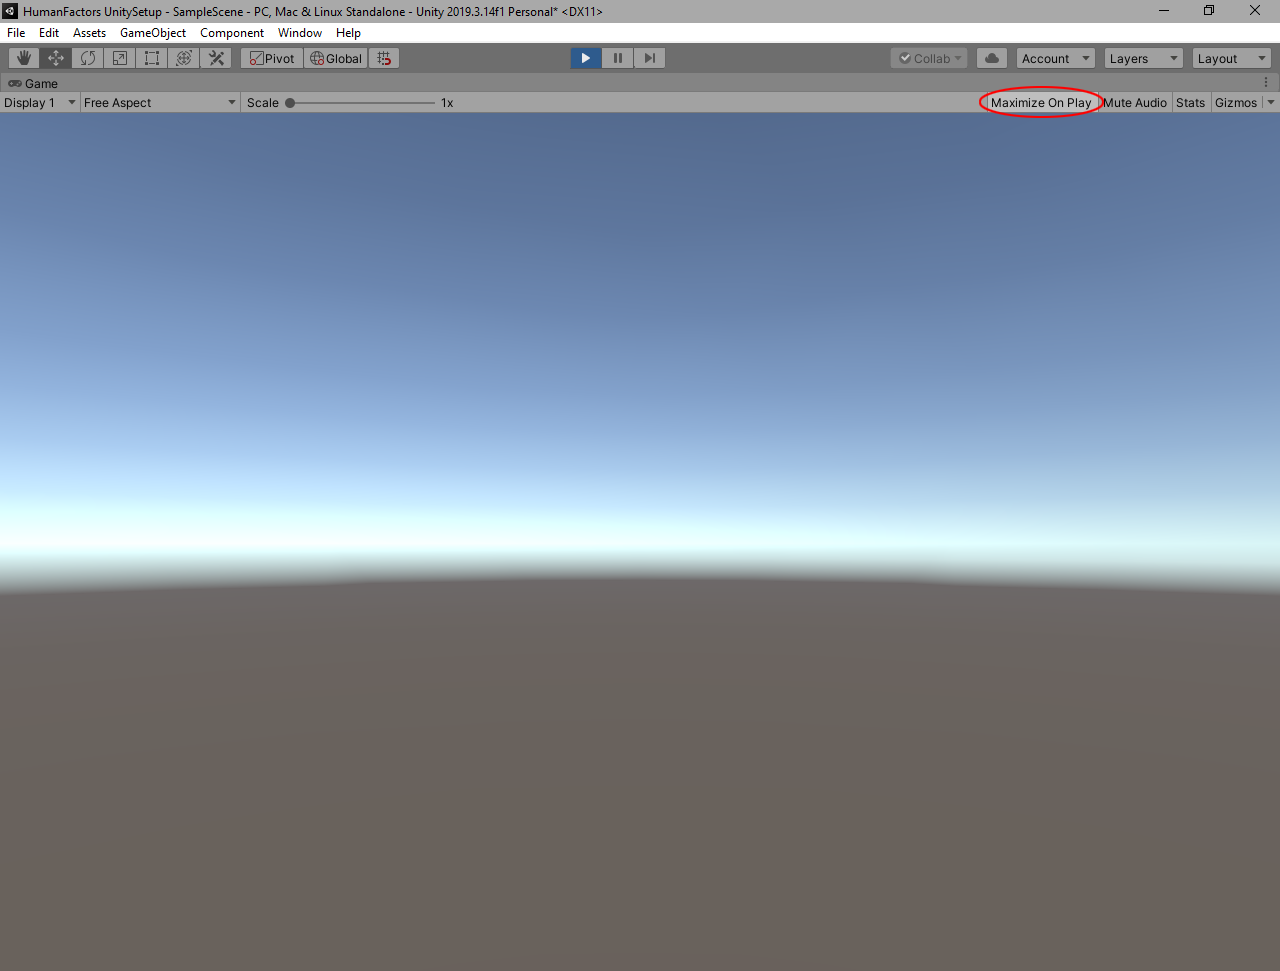 HumanFactors UnitySetup - SampleScene - PC, Mac & Linux Standalone - Unity 2019.3.14f1 Personal* <DX11>
File Edit Assets GameObject Component Window Help
Pivot Global Collab Account Layers Layout
Game
Display 1 Free Aspect Scale 1x Maximize On Play Mute Audio Stats Gizmos